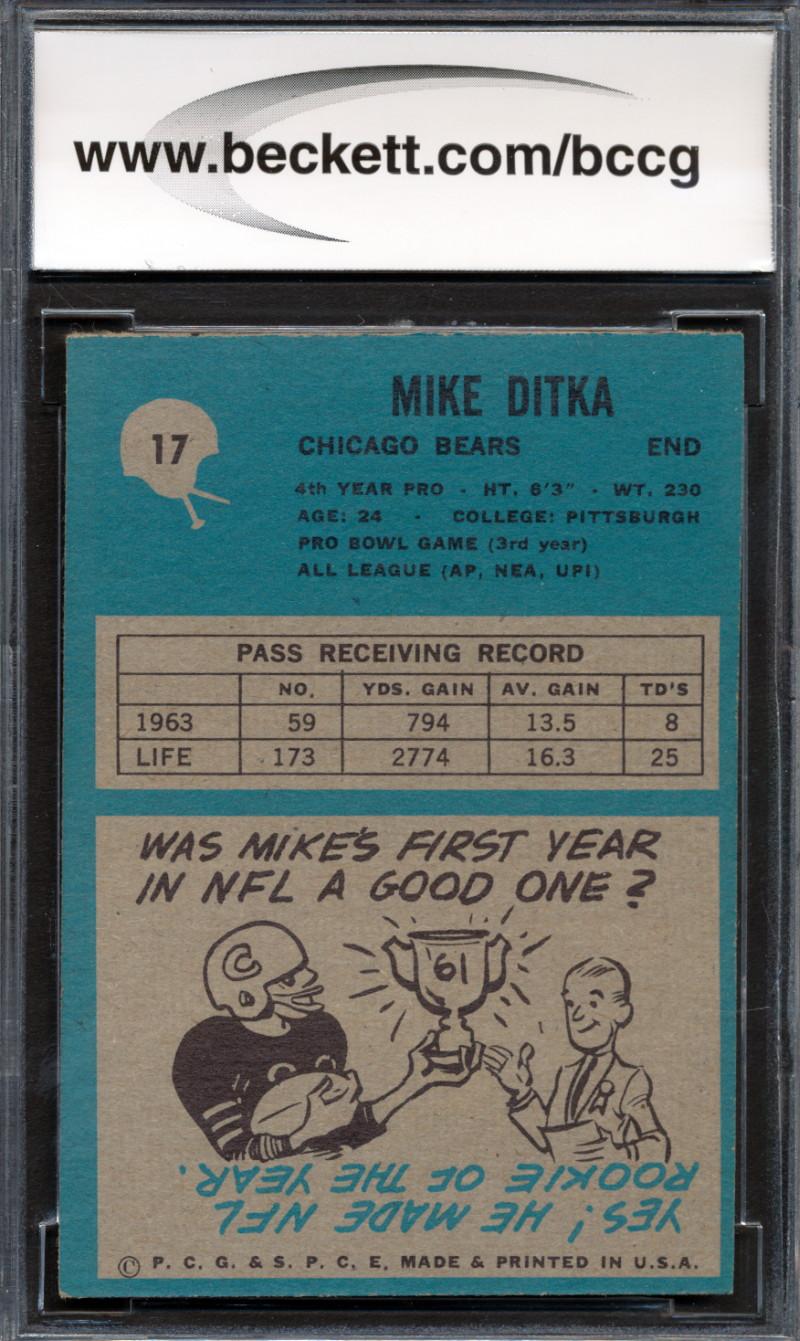 www.beckett.com/bccg
17
MIKE DITKA
CHICAGO BEARS END
4th YEAR PRO - HT. 6'3" - WT. 230
AGE: 24 - COLLEGE: PITTSBURGH
PRO BOWL GAME (3rd year)
ALL LEAGUE (AP, NEA, UPI)
PASS RECEIVING RECORD
NO. YDS. GAIN AV. GAIN TD'S
1963 59 794 13.5 8
LIFE 173 2774 16.3 25
WAS MIKE'S FIRST YEAR
IN NFL A GOOD ONE?
C
'61
YES! HE MADE NFL
ROOKIE OF THE YEAR.
© P. C. G. & S. P. C. E. MADE & PRINTED IN U.S.A.